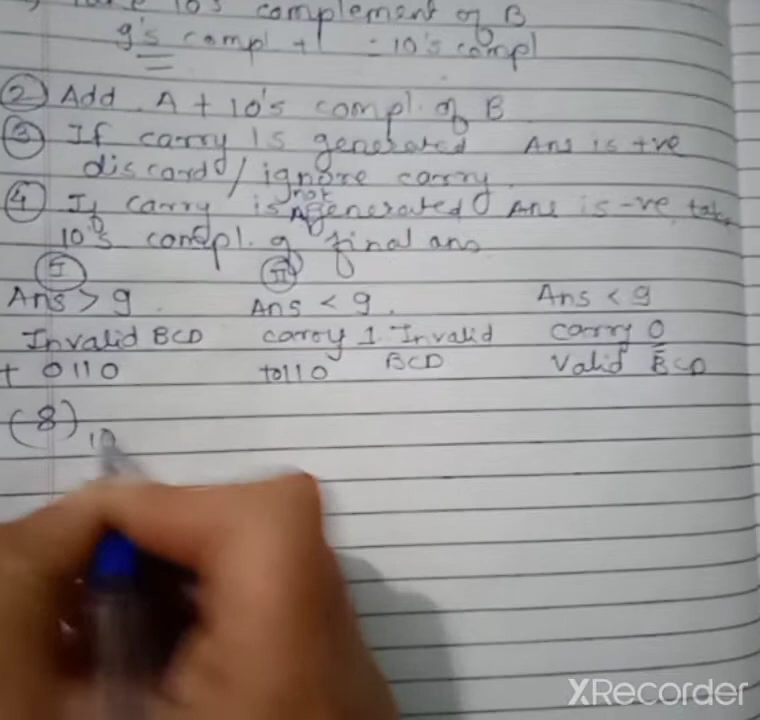 10's complement of B
9's compl + 1 = 10's compl
② Add A + 10's compl. of B
③ If carry 1s generated Ans is +ve
discard / ignore carry.
④ If carry is not generated Ans is -ve take
10's compl. of final ans
I II
Ans > 9. Ans < 9. Ans < 9
Invalid BCD carry 1 Invalid carry 0
+ 0110 +0110 BCD Valid BCD
(8)10
XRecorder